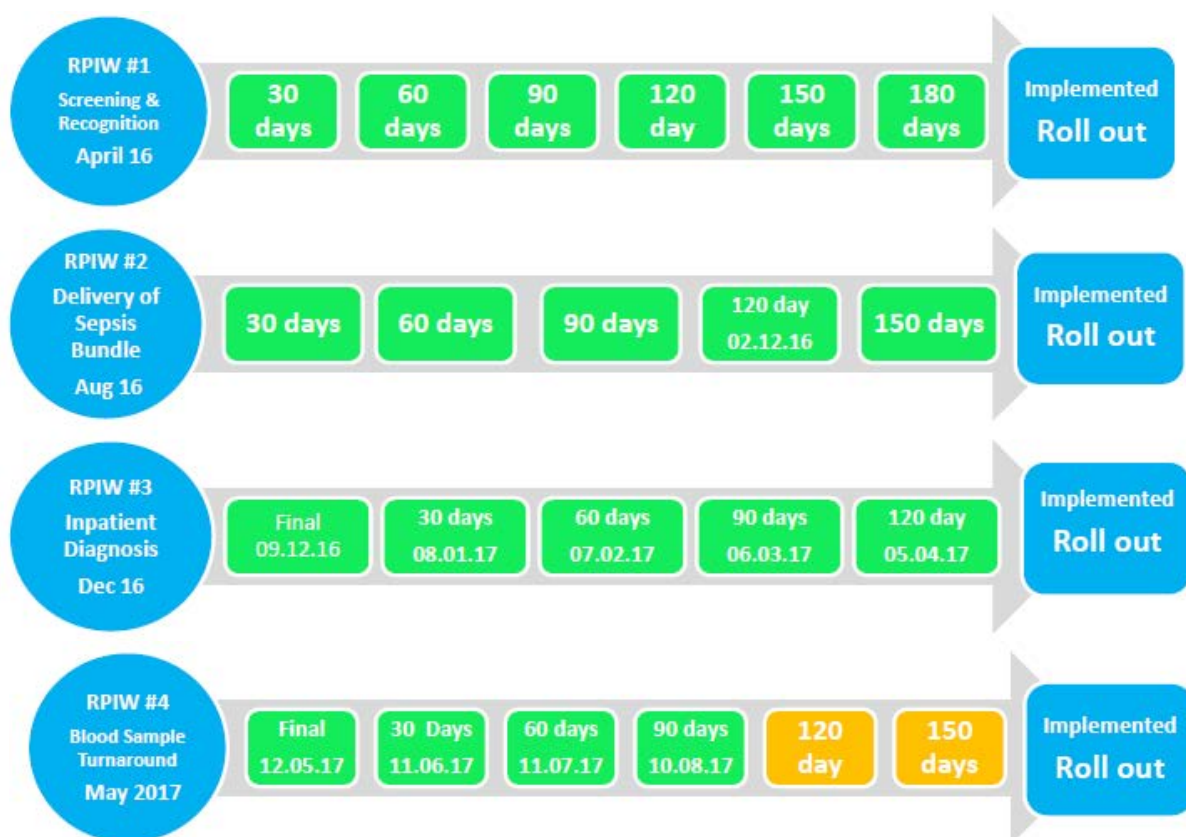 RPIW #1
Screening &
Recognition
April 16
30
days
60
days
90
days
120
day
150
days
180
days
Implemented
Roll out
RPIW #2
Delivery of
Sepsis
Bundle
Aug 16
30 days
60 days
90 days
120 day
02.12.16
150 days
Implemented
Roll out
RPIW #3
Inpatient
Diagnosis
Dec 16
Final
09.12.16
30 days
08.01.17
60 days
07.02.17
90 days
06.03.17
120 day
05.04.17
Implemented
Roll out
RPIW #4
Blood Sample
Turnaround
May 2017
Final
12.05.17
30 Days
11.06.17
60 days
11.07.17
90 days
10.08.17
120
day
150
days
Implemented
Roll out